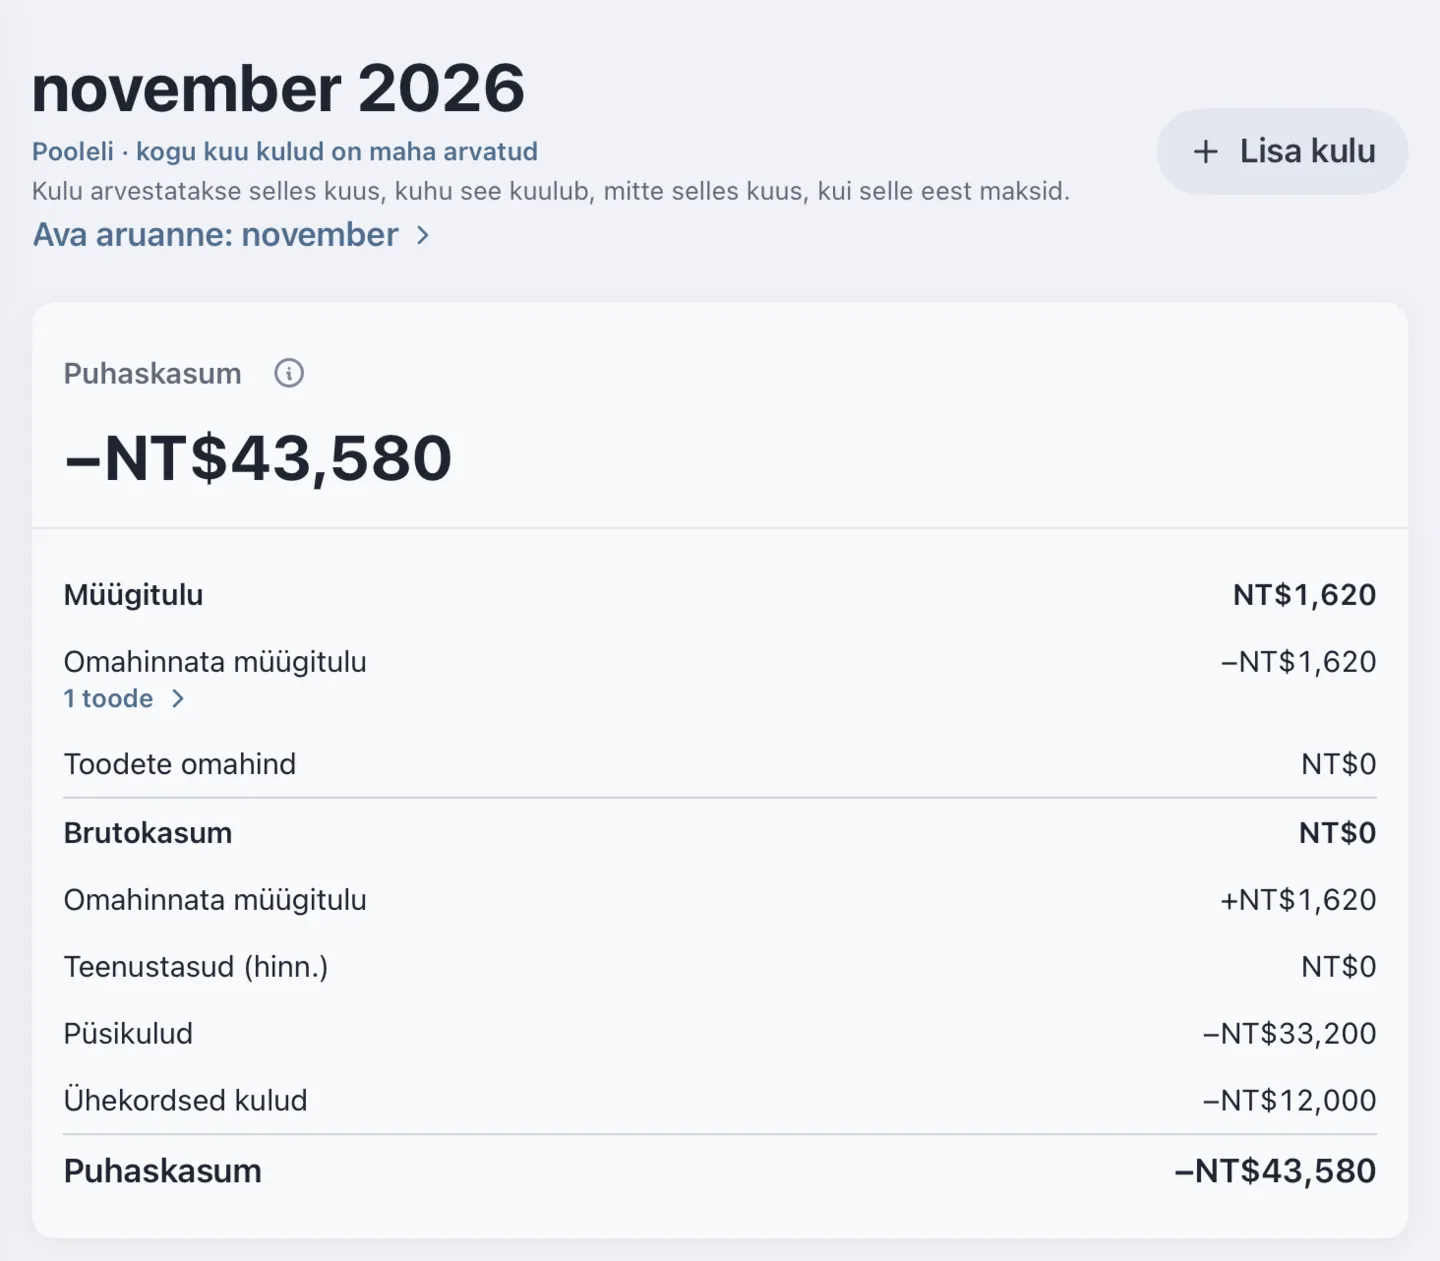 november 2026
Pooleli · kogu kuu kulud on maha arvatud
Kulu arvestatakse selles kuus, kuhu see kuulub, mitte selles kuus, kui selle eest maksid.
Ava aruanne: november
+ Lisa kulu
Puhaskasum
–NT$43,580
Müügitulu NT$1,620
Omahinnata müügitulu –NT$1,620
1 toode
Toodete omahind NT$0
Brutokasum NT$0
Omahinnata müügitulu +NT$1,620
Teenustasud (hinn.) NT$0
Püsikulud –NT$33,200
Ühekordsed kulud –NT$12,000
Puhaskasum –NT$43,580